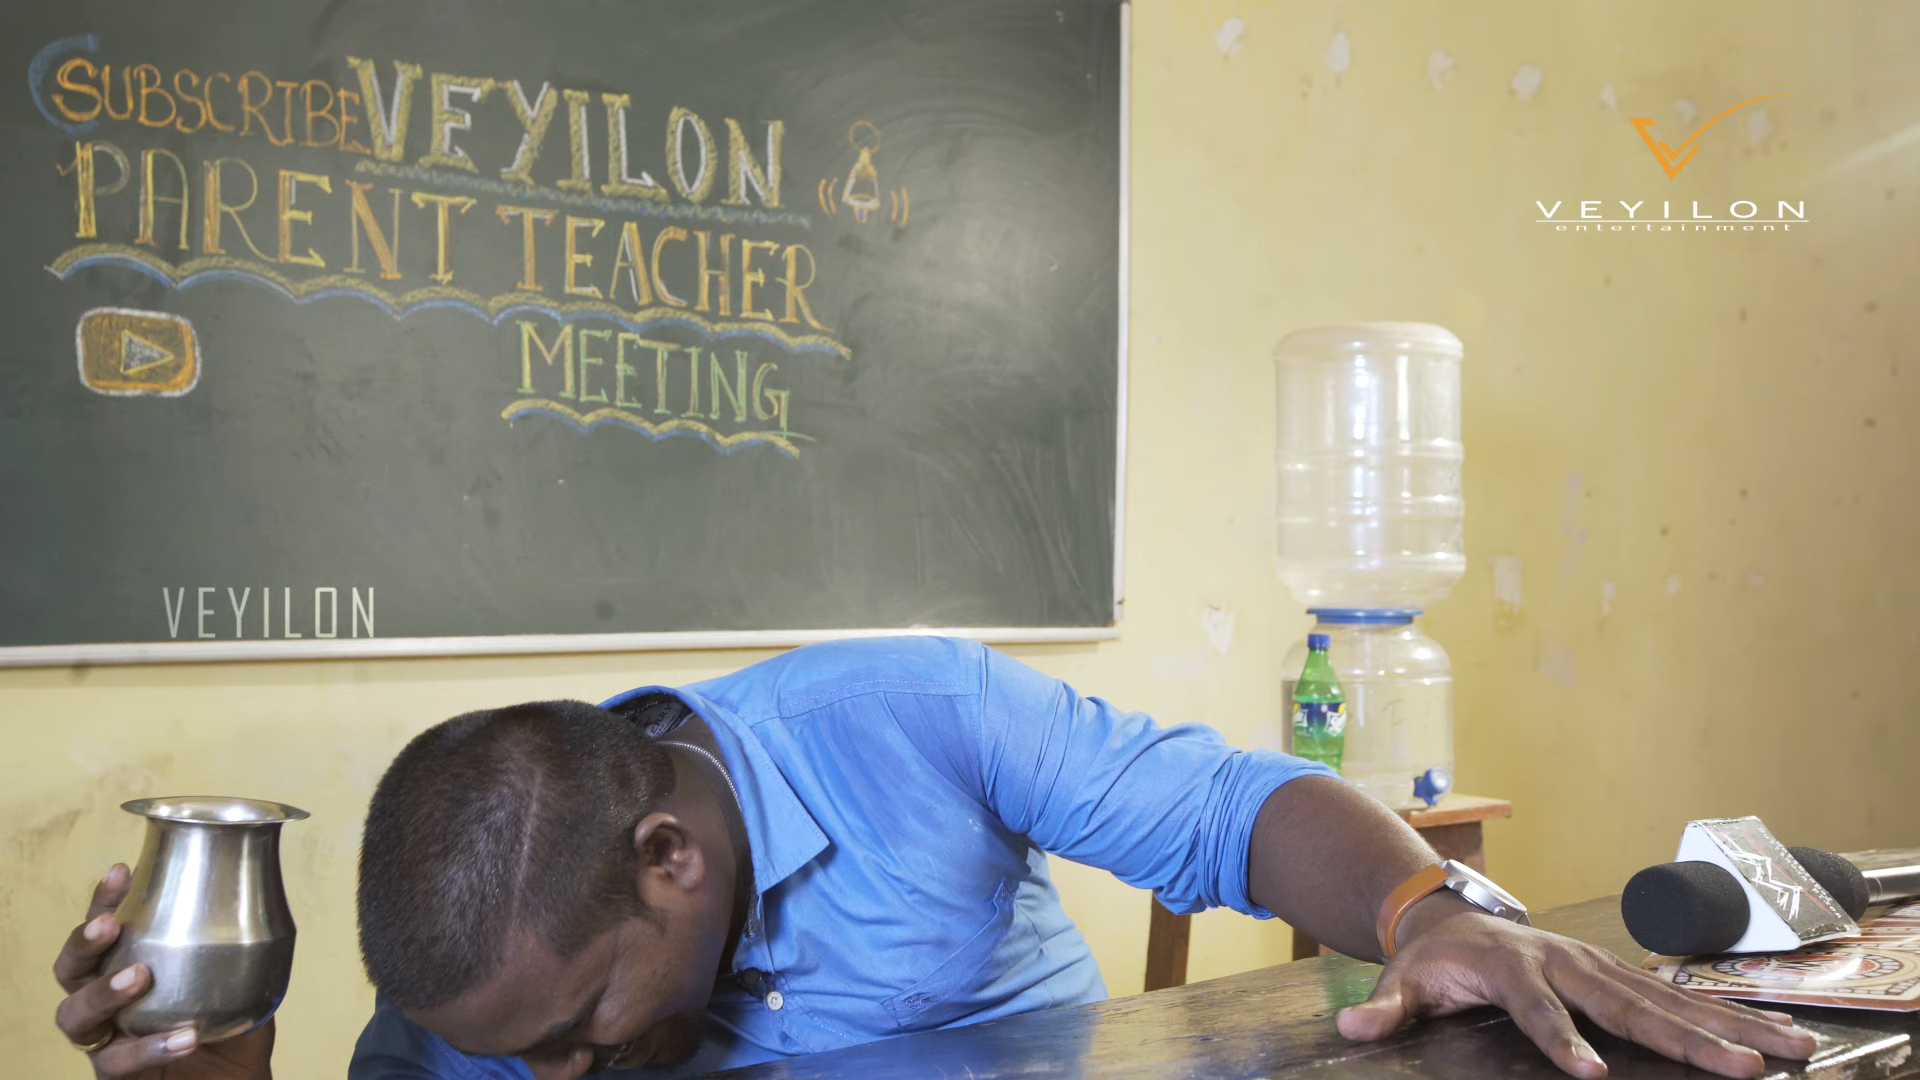 SUBSCRIBE VEYILON
PARENT TEACHER
MEETING
VEYILON
VEYILON
entertainment